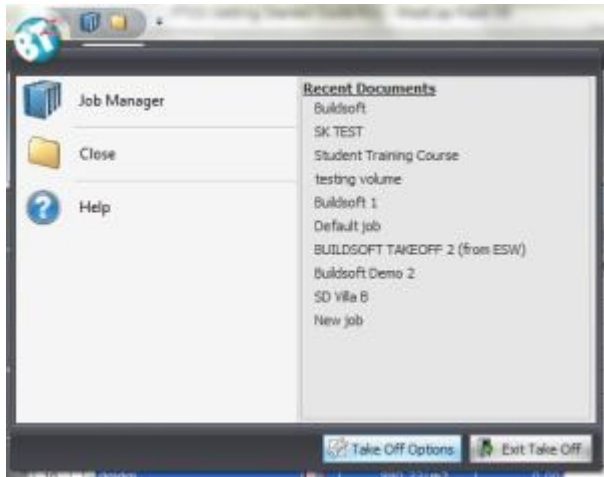 BT
Job Manager
Close
Help
Recent Documents
Buildsoft
SK TEST
Student Training Course
testing volume
Buildsoft 1
Default job
BUILDSOFT TAKEOFF 2 (from ESW)
Buildsoft Demo 2
SD Villa B
New job
Take Off Options
Exit Take Off